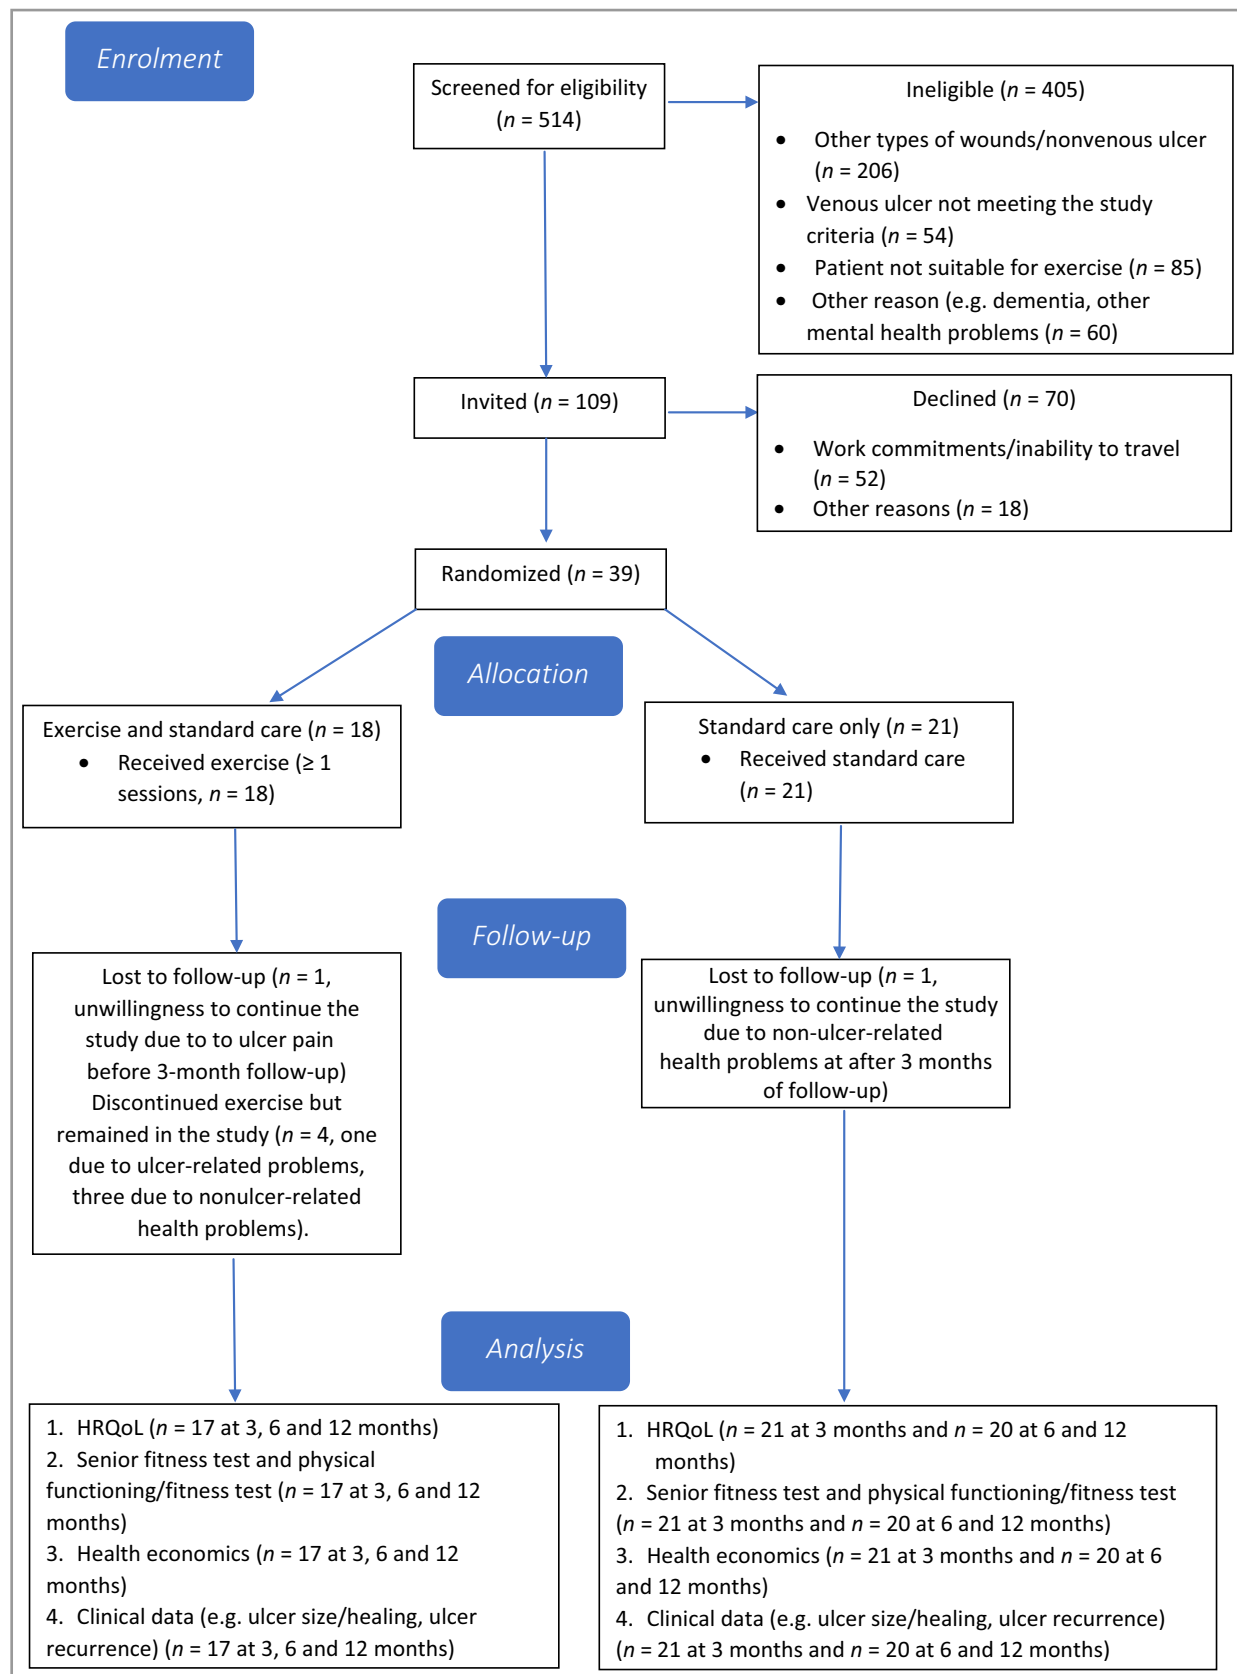 Enrolment
Screened for eligibility
(n = 514)
Ineligible (n = 405)
• Other types of wounds/nonvenous ulcer
(n = 206)
• Venous ulcer not meeting the study
criteria (n = 54)
• Patient not suitable for exercise (n = 85)
• Other reason (e.g. dementia, other
mental health problems (n = 60)
Invited (n = 109)
Declined (n = 70)
• Work commitments/inability to travel
(n = 52)
• Other reasons (n = 18)
Randomized (n = 39)
Allocation
Exercise and standard care (n = 18)
• Received exercise (≥ 1
sessions, n = 18)
Standard care only (n = 21)
• Received standard care
(n = 21)
Follow-up
Lost to follow-up (n = 1,
unwillingness to continue the
study due to to ulcer pain
before 3-month follow-up)
Discontinued exercise but
remained in the study (n = 4, one
due to ulcer-related problems,
three due to nonulcer-related
health problems).
Lost to follow-up (n = 1,
unwillingness to continue the study
due to non-ulcer-related
health problems at after 3 months
of follow-up)
Analysis
1. HRQoL (n = 17 at 3, 6 and 12 months)
2. Senior fitness test and physical
functioning/fitness test (n = 17 at 3, 6 and 12
months)
3. Health economics (n = 17 at 3, 6 and 12
months)
4. Clinical data (e.g. ulcer size/healing, ulcer
recurrence) (n = 17 at 3, 6 and 12 months)
1. HRQoL (n = 21 at 3 months and n = 20 at 6 and 12
months)
2. Senior fitness test and physical functioning/fitness test
(n = 21 at 3 months and n = 20 at 6 and 12 months)
3. Health economics (n = 21 at 3 months and n = 20 at 6
and 12 months)
4. Clinical data (e.g. ulcer size/healing, ulcer recurrence)
(n = 21 at 3 months and n = 20 at 6 and 12 months)